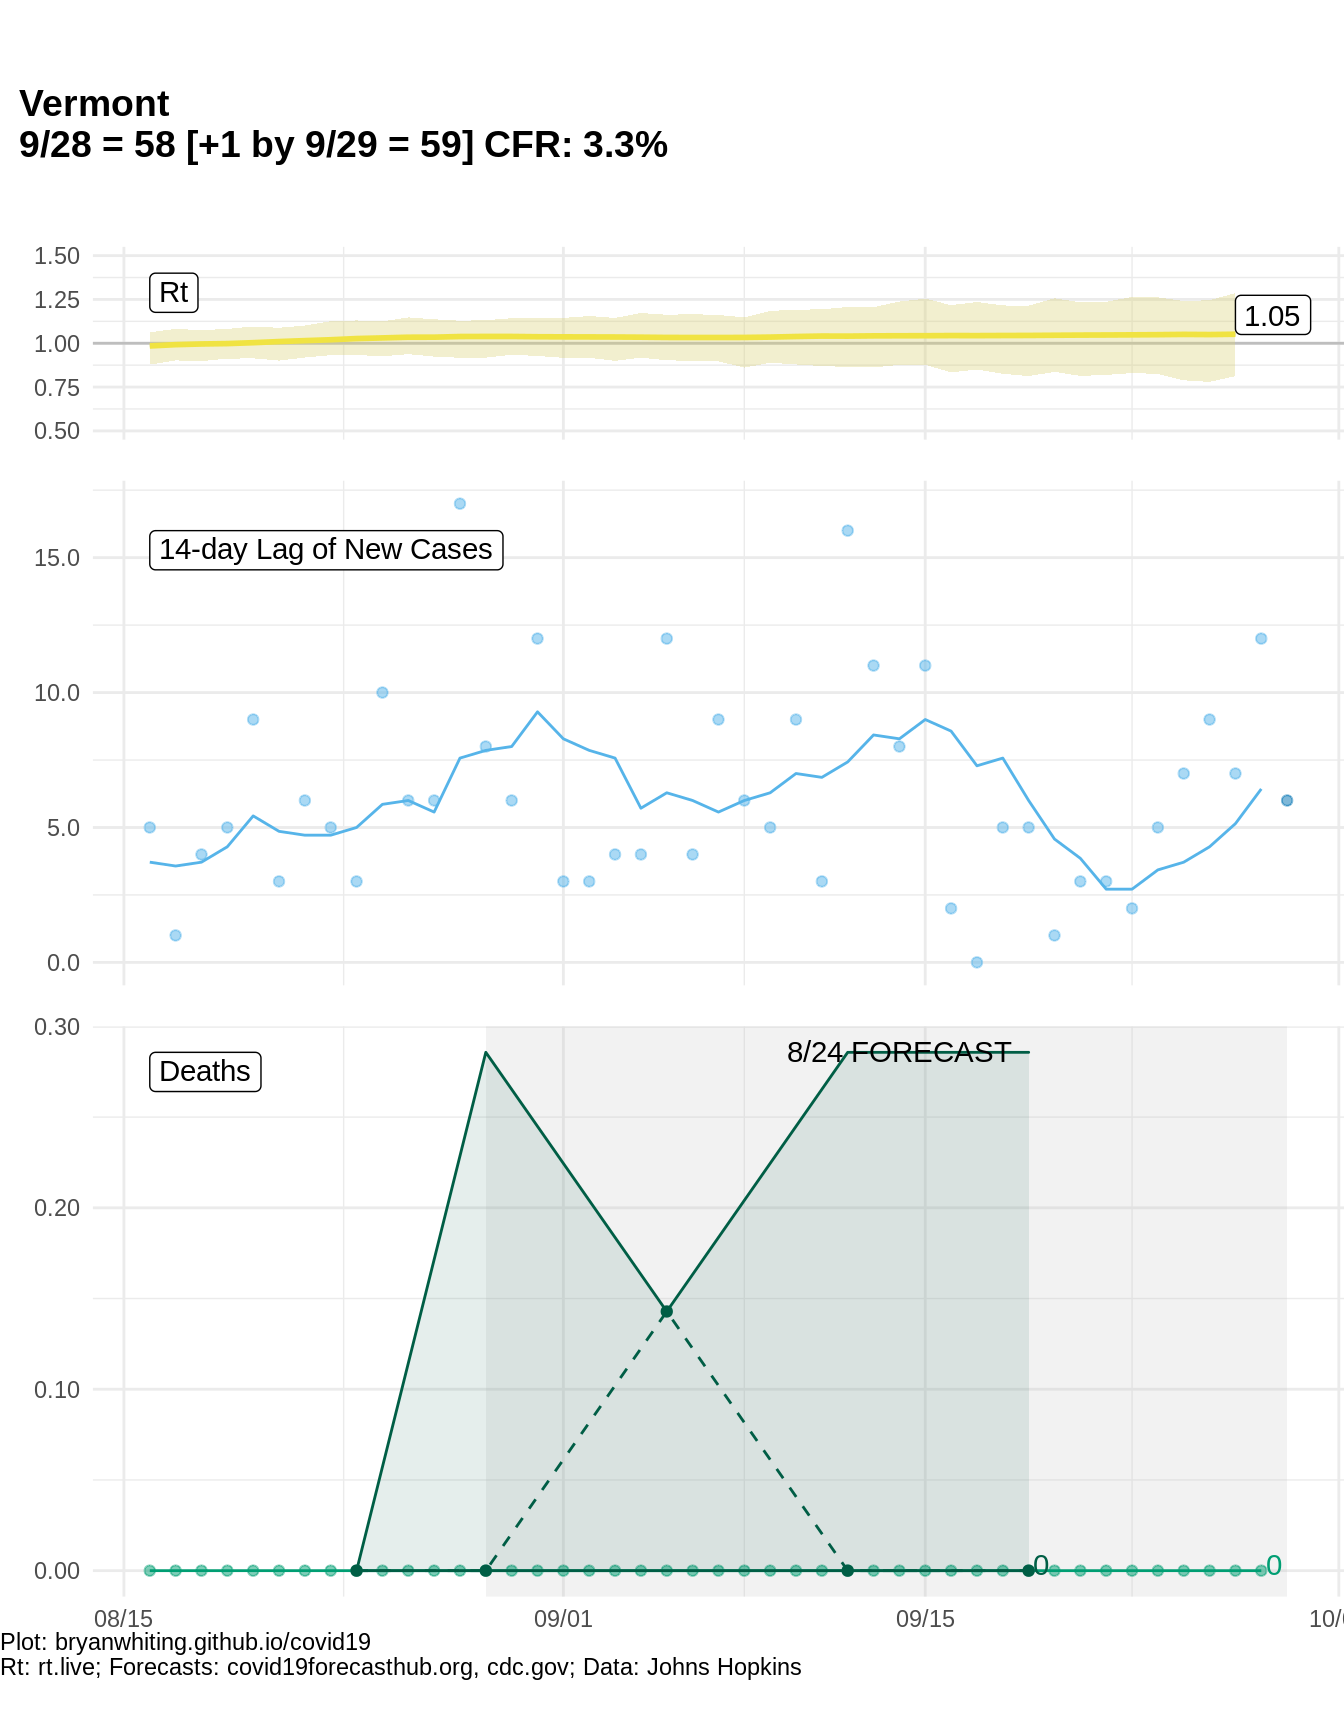 Vermont
9/28 = 58 [+1 by 9/29 = 59] CFR: 3.3%
1.50
Rt
1.25
1.05
1.00
0.75
0.50
14-day Lag of New Cases
15.0
10.0
5.0
0.0
0.30
8/24 FORECAST
Deaths
0.20
0.10
0.00
0
0
08/15
09/01
09/15
Plot: bryanwhiting.github.io/covid19
Rt: rt.live; Forecasts: covid19forecasthub.org, cdc.gov; Data: Johns Hopkins